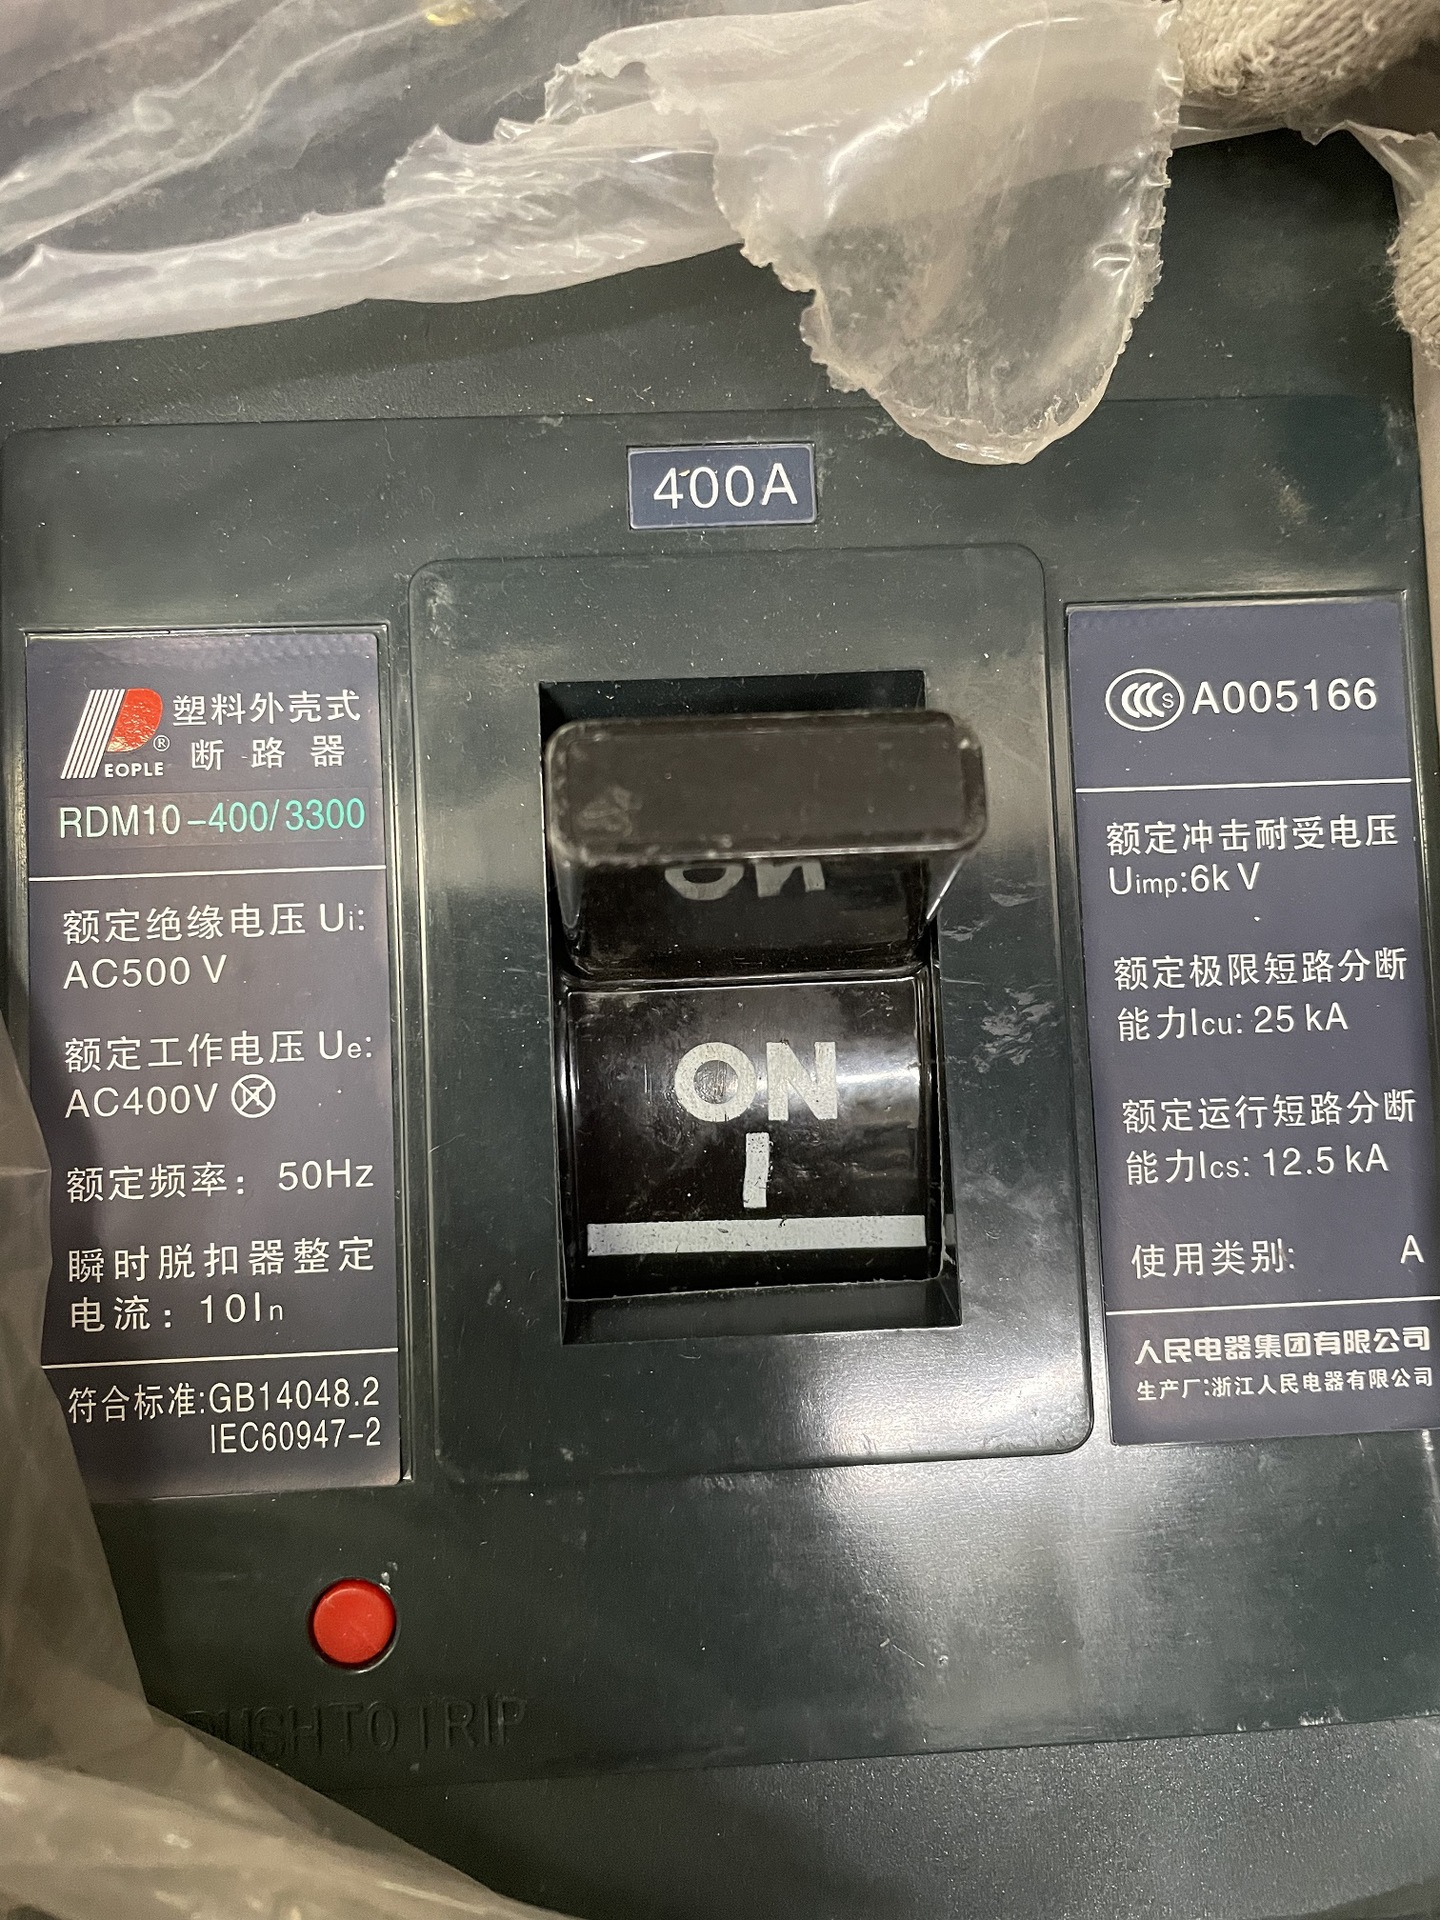 400A
PEOPLE ® 塑料外壳式
断路器
RDM10-400/3300
额定绝缘电压 Ui:
AC500 V
额定工作电压 Ue:
AC400V
额定频率: 50Hz
瞬时脱扣器整定
电流: 10In
符合标准:GB14048.2
IEC60947-2
ON
ON
I
CCC S A005166
额定冲击耐受电压
Uimp:6k V
额定极限短路分断
能力Icu: 25 kA
额定运行短路分断
能力Ics: 12.5 kA
使用类别: A
人民电器集团有限公司
生产厂:浙江人民电器有限公司
PUSH TO TRIP